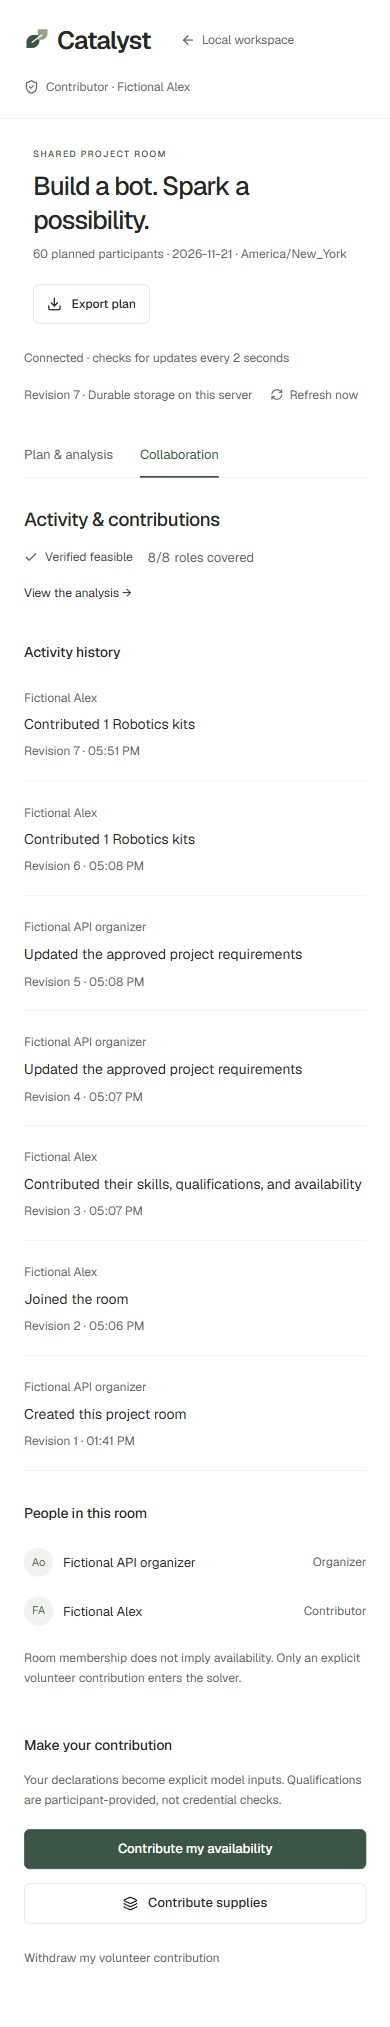 Catalyst
← Local workspace
Contributor · Fictional Alex
SHARED PROJECT ROOM
Build a bot. Spark a
possibility.
60 planned participants · 2026-11-21 · America/New_York
Export plan
Connected · checks for updates every 2 seconds
Revision 7 · Durable storage on this server
Refresh now
Plan & analysis
Collaboration
Activity & contributions
Verified feasible
8/8 roles covered
View the analysis →
Activity history
Fictional Alex
Contributed 1 Robotics kits
Revision 7 · 05:51 PM
Fictional Alex
Contributed 1 Robotics kits
Revision 6 · 05:08 PM
Fictional API organizer
Updated the approved project requirements
Revision 5 · 05:08 PM
Fictional API organizer
Updated the approved project requirements
Revision 4 · 05:07 PM
Fictional Alex
Contributed their skills, qualifications, and availability
Revision 3 · 05:07 PM
Fictional Alex
Joined the room
Revision 2 · 05:06 PM
Fictional API organizer
Created this project room
Revision 1 · 01:41 PM
People in this room
Ao
Fictional API organizer
Organizer
FA
Fictional Alex
Contributor
Room membership does not imply availability. Only an explicit
volunteer contribution enters the solver.
Make your contribution
Your declarations become explicit model inputs. Qualifications
are participant-provided, not credential checks.
Contribute my availability
Contribute supplies
Withdraw my volunteer contribution